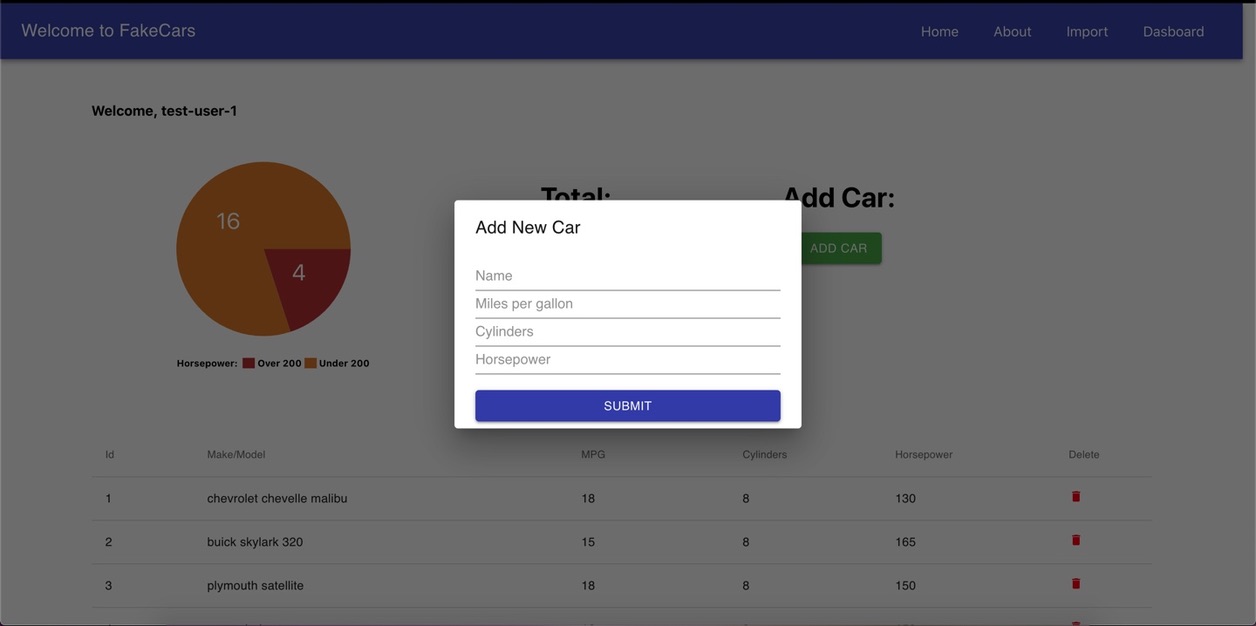 Welcome to FakeCars Home About Import Dasboard
Welcome, test-user-1
16
4
Horsepower: Over 200 Under 200
Total:
Add Car:
ADD CAR
Add New Car
Name
Miles per gallon
Cylinders
Horsepower
SUBMIT
Id Make/Model MPG Cylinders Horsepower Delete
1 chevrolet chevelle malibu 18 8 130
2 buick skylark 320 15 8 165
3 plymouth satellite 18 8 150